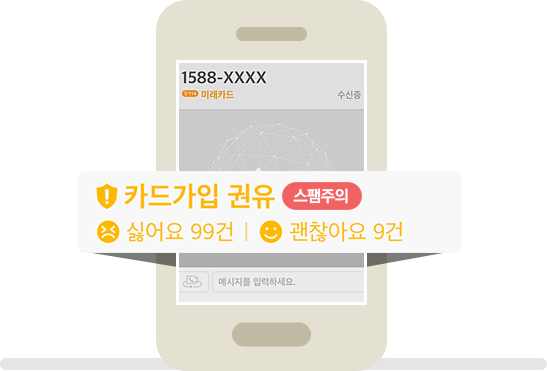 1588-XXXX
V114 미래카드 수신중
카드가입 권유 스팸주의
싫어요 99건 | 괜찮아요 9건
메시지를 입력하세요.